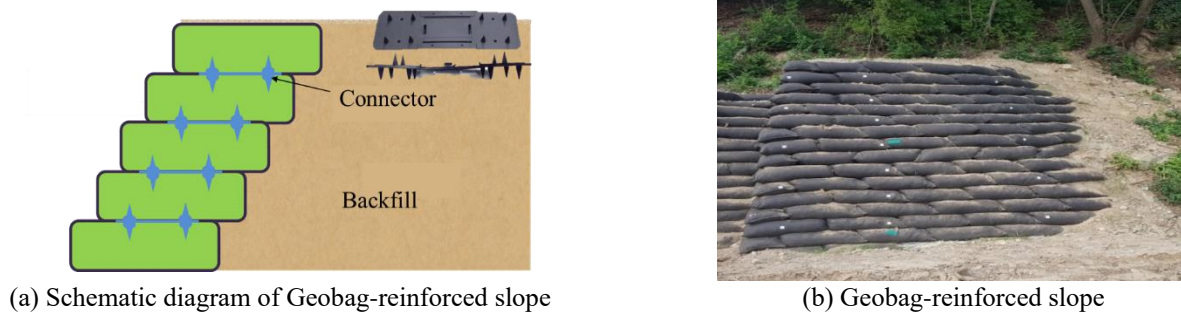 Connector
Backfill
(a) Schematic diagram of Geobag-reinforced slope
(b) Geobag-reinforced slope